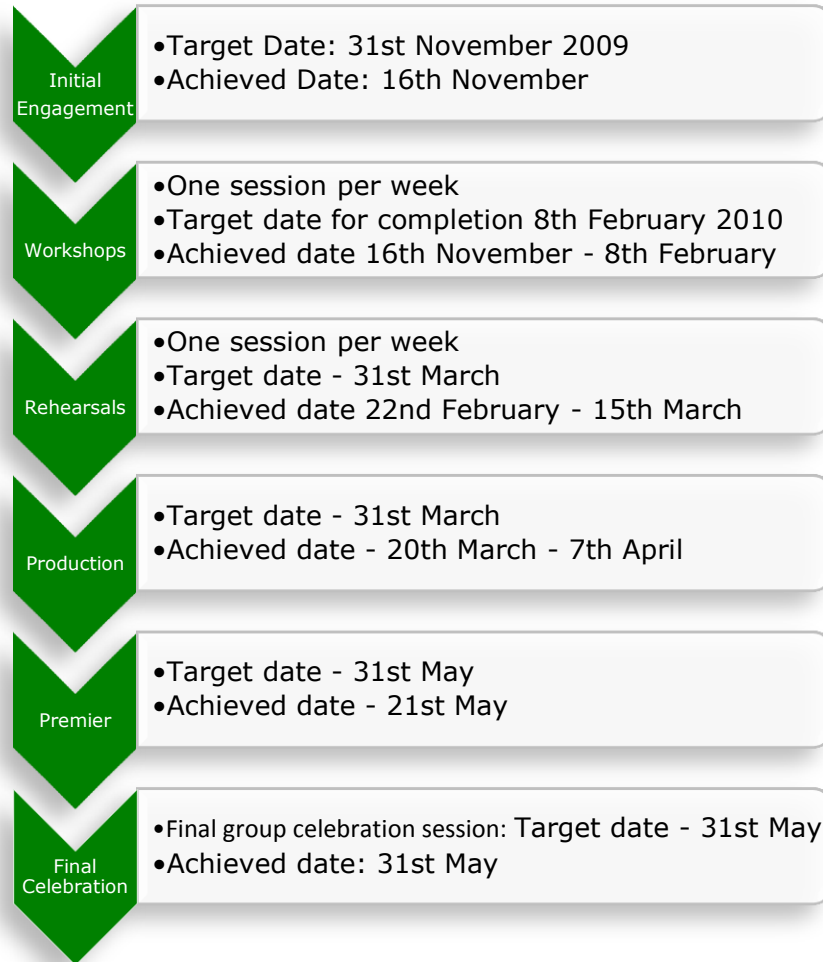 Initial
Engagement
•Target Date: 31st November 2009
•Achieved Date: 16th November
Workshops
•One session per week
•Target date for completion 8th February 2010
•Achieved date 16th November - 8th February
Rehearsals
•One session per week
•Target date - 31st March
•Achieved date 22nd February - 15th March
Production
•Target date - 31st March
•Achieved date - 20th March - 7th April
Premier
•Target date - 31st May
•Achieved date - 21st May
Final
Celebration
•Final group celebration session: Target date - 31st May
•Achieved date: 31st May